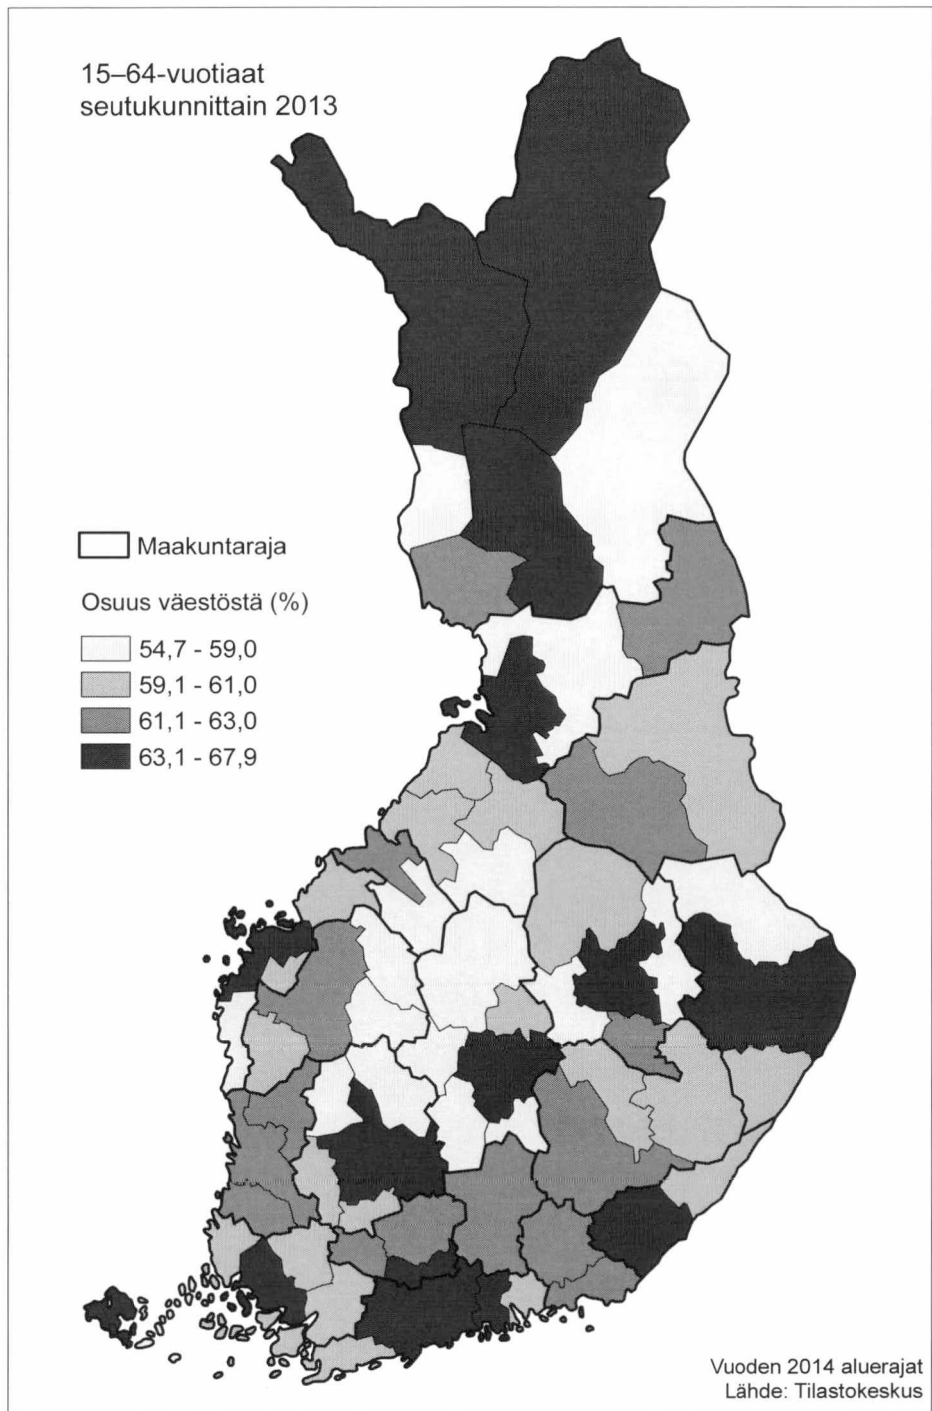 15–64-vuotiaat
seutukunnittain 2013
Maakuntaraja
Osuus väestöstä (%)
54,7 - 59,0
59,1 - 61,0
61,1 - 63,0
63,1 - 67,9
Vuoden 2014 aluerajat
Lähde: Tilastokeskus